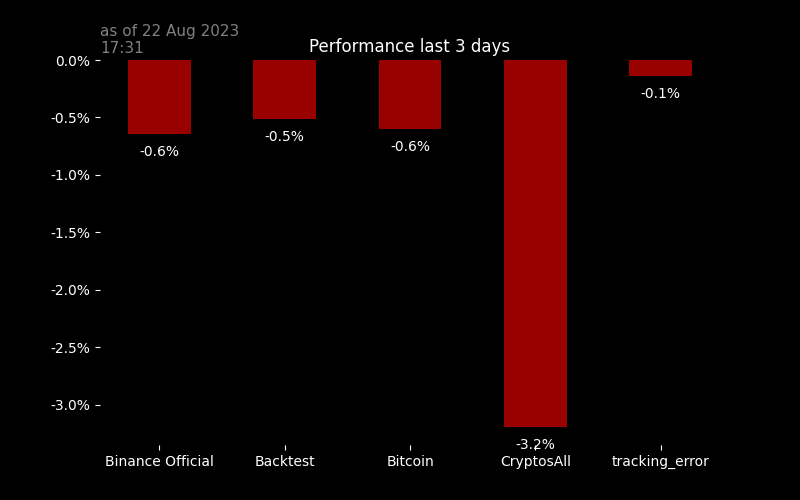 as of 22 Aug 2023
17:31
Performance last 3 days
0.0%
-0.5%
-1.0%
-1.5%
-2.0%
-2.5%
-3.0%
-0.6%
-0.5%
-0.6%
-3.2%
-0.1%
Binance Official
Backtest
Bitcoin
CryptosAll
tracking_error